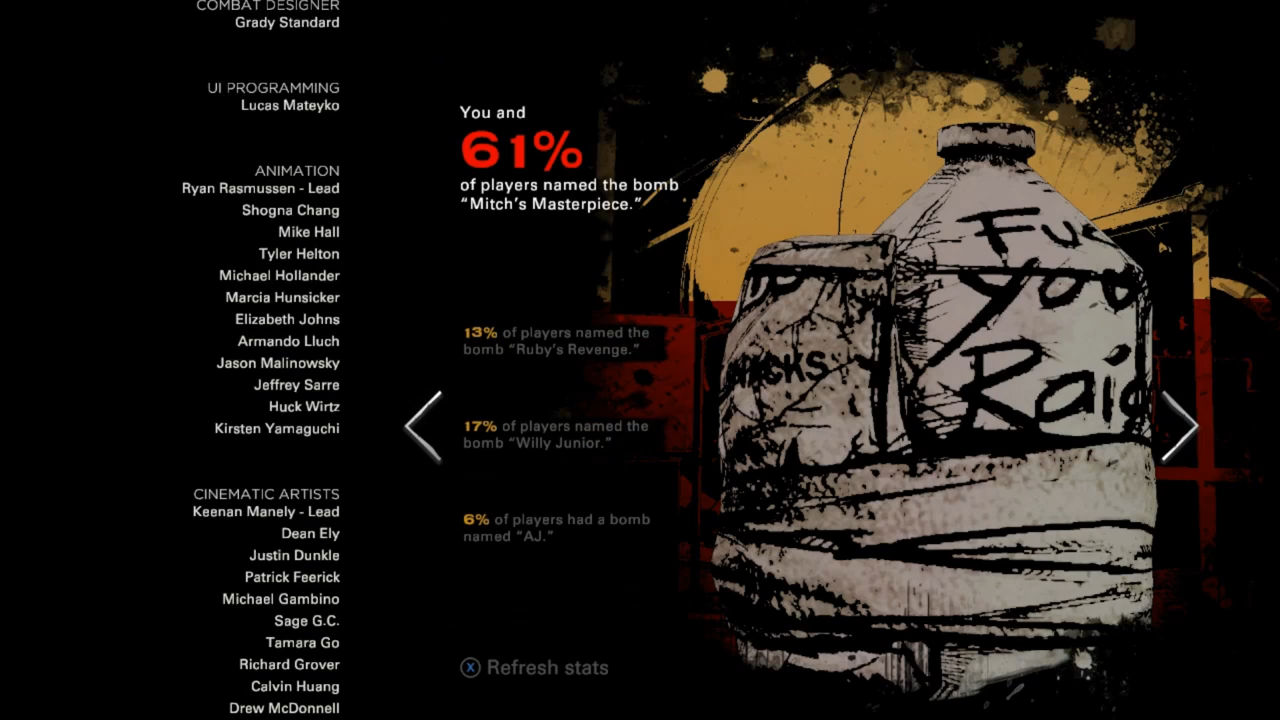 COMBAT DESIGNER
Grady Standard
UI PROGRAMMING
Lucas Mateyko
ANIMATION
Ryan Rasmussen - Lead
Shogna Chang
Mike Hall
Tyler Helton
Michael Hollander
Marcia Hunsicker
Elizabeth Johns
Armando Lluch
Jason Malinowsky
Jeffrey Sarre
Huck Wirtz
Kirsten Yamaguchi
CINEMATIC ARTISTS
Keenan Manely - Lead
Dean Ely
Justin Dunkle
Patrick Feerick
Michael Gambino
Sage G.C.
Tamara Go
Richard Grover
Calvin Huang
Drew McDonnell
You and
61%
of players named the bomb
“Mitch’s Masterpiece.”
13% of players named the
bomb “Ruby’s Revenge.”
17% of players named the
bomb “Willy Junior.”
6% of players had a bomb
named “AJ.”
X Refresh stats
Fu
You
Raid